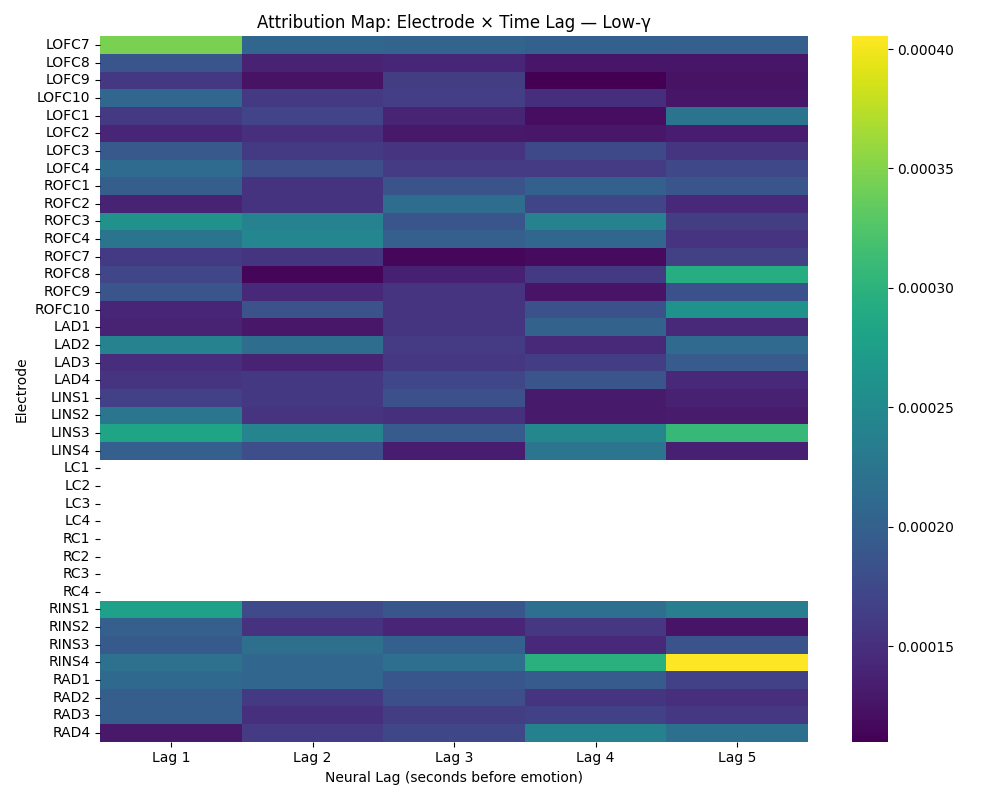 Attribution Map: Electrode × Time Lag — Low-γ
Electrode
LOFC7
LOFC8
LOFC9
LOFC10
LOFC1
LOFC2
LOFC3
LOFC4
ROFC1
ROFC2
ROFC3
ROFC4
ROFC7
ROFC8
ROFC9
ROFC10
LAD1
LAD2
LAD3
LAD4
LINS1
LINS2
LINS3
LINS4
LC1
LC2
LC3
LC4
RC1
RC2
RC3
RC4
RINS1
RINS2
RINS3
RINS4
RAD1
RAD2
RAD3
RAD4
Lag 1 Lag 2 Lag 3 Lag 4 Lag 5
Neural Lag (seconds before emotion)
0.00040
0.00035
0.00030
0.00025
0.00020
0.00015